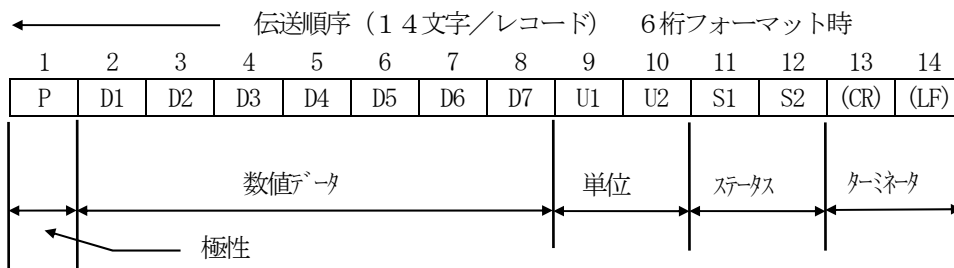 伝送順序(14文字/レコード) 6桁フォーマット時
1 2 3 4 5 6 7 8 9 10 11 12 13 14
P D1 D2 D3 D4 D5 D6 D7 U1 U2 S1 S2 (CR) (LF)
数値データ 単位 ステータス ターミネータ
極性